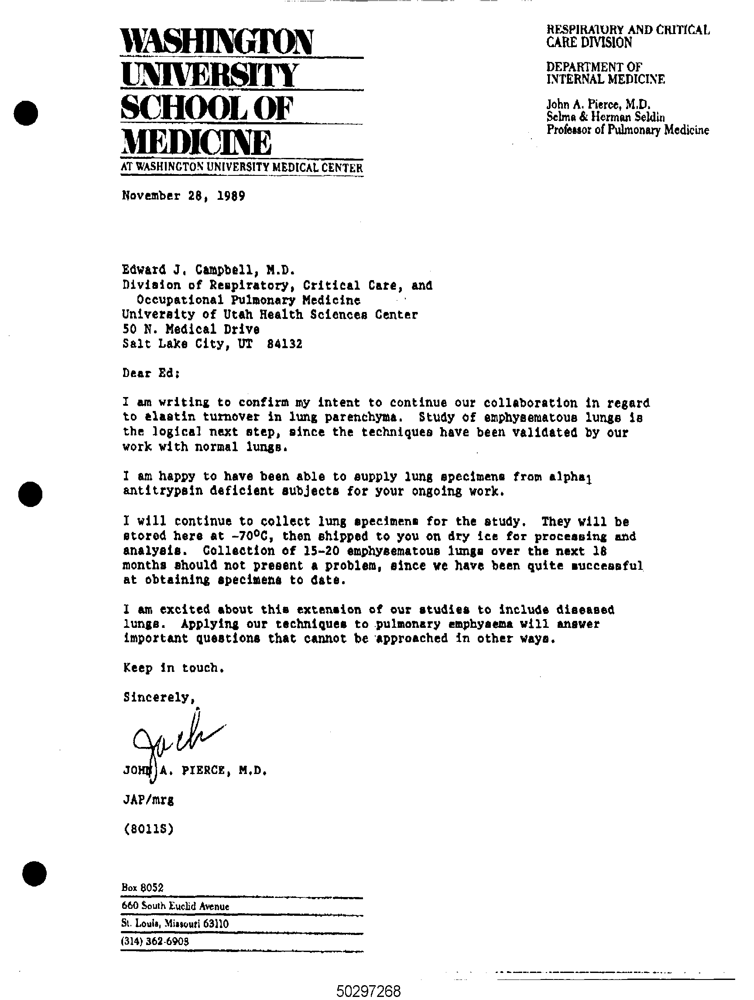 WASHINGTON
UNIVERSITY
SCHOOL OF
MEDICINE
AT WASHINGTON UNIVERSITY MEDICAL CENTER
RESPIRATORY AND CRITICAL
CARE DIVISION
DEPARTMENT OF
INTERNAL MEDICINE
John A. Pierce, M.D.
Selma & Herman Seldin
Professor of Pulmonary Medicine
November 28, 1989
Edward J. Campbell, M.D.
Division of Respiratory, Critical Care, and
Occupational Pulmonary Medicine
University of Utah Health Sciences Center
50 N. Medical Drive
Salt Lake City, UT 84132
Dear Ed:
I am writing to confirm my intent to continue our collaboration in regard
to elastin turnover in lung parenchyma. Study of emphysematous lungs is
the logical next step, since the techniques have been validated by our
work with normal lungs.
I am happy to have been able to supply lung specimens from alpha1
antitrypsin deficient subjects for your ongoing work.
I will continue to collect lung specimens for the study. They will be
stored here at -70ºC, then shipped to you on dry ice for processing and
analysis. Collection of 15-20 emphysematous lungs over the next 18
months should not present a problem, since we have been quite successful
at obtaining specimens to date.
I am excited about this extension of our studies to include diseased
lungs. Applying our techniques to pulmonary emphysema will answer
important questions that cannot be approached in other ways.
Keep in touch.
Sincerely,
Jack
JOHN A. PIERCE, M.D.
JAP/mrg
(8011S)
Box 8052
660 South Euclid Avenue
St. Louis, Missouri 63110
(314) 362-6908
50297268